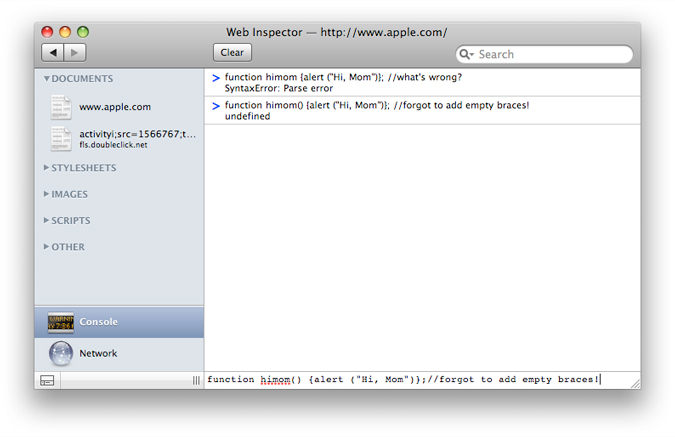 Web Inspector — http://www.apple.com/
Clear
Search
DOCUMENTS
www.apple.com
activityi;src=1566767;t...
fls.doubleclick.net
STYLESHEETS
IMAGES
SCRIPTS
OTHER
Console
Network
> function himom {alert ("Hi, Mom")}; //what's wrong?
SyntaxError: Parse error
> function himom() {alert ("Hi, Mom")}; //forgot to add empty braces!
undefined
function himom() {alert ("Hi, Mom")};//forgot to add empty braces!